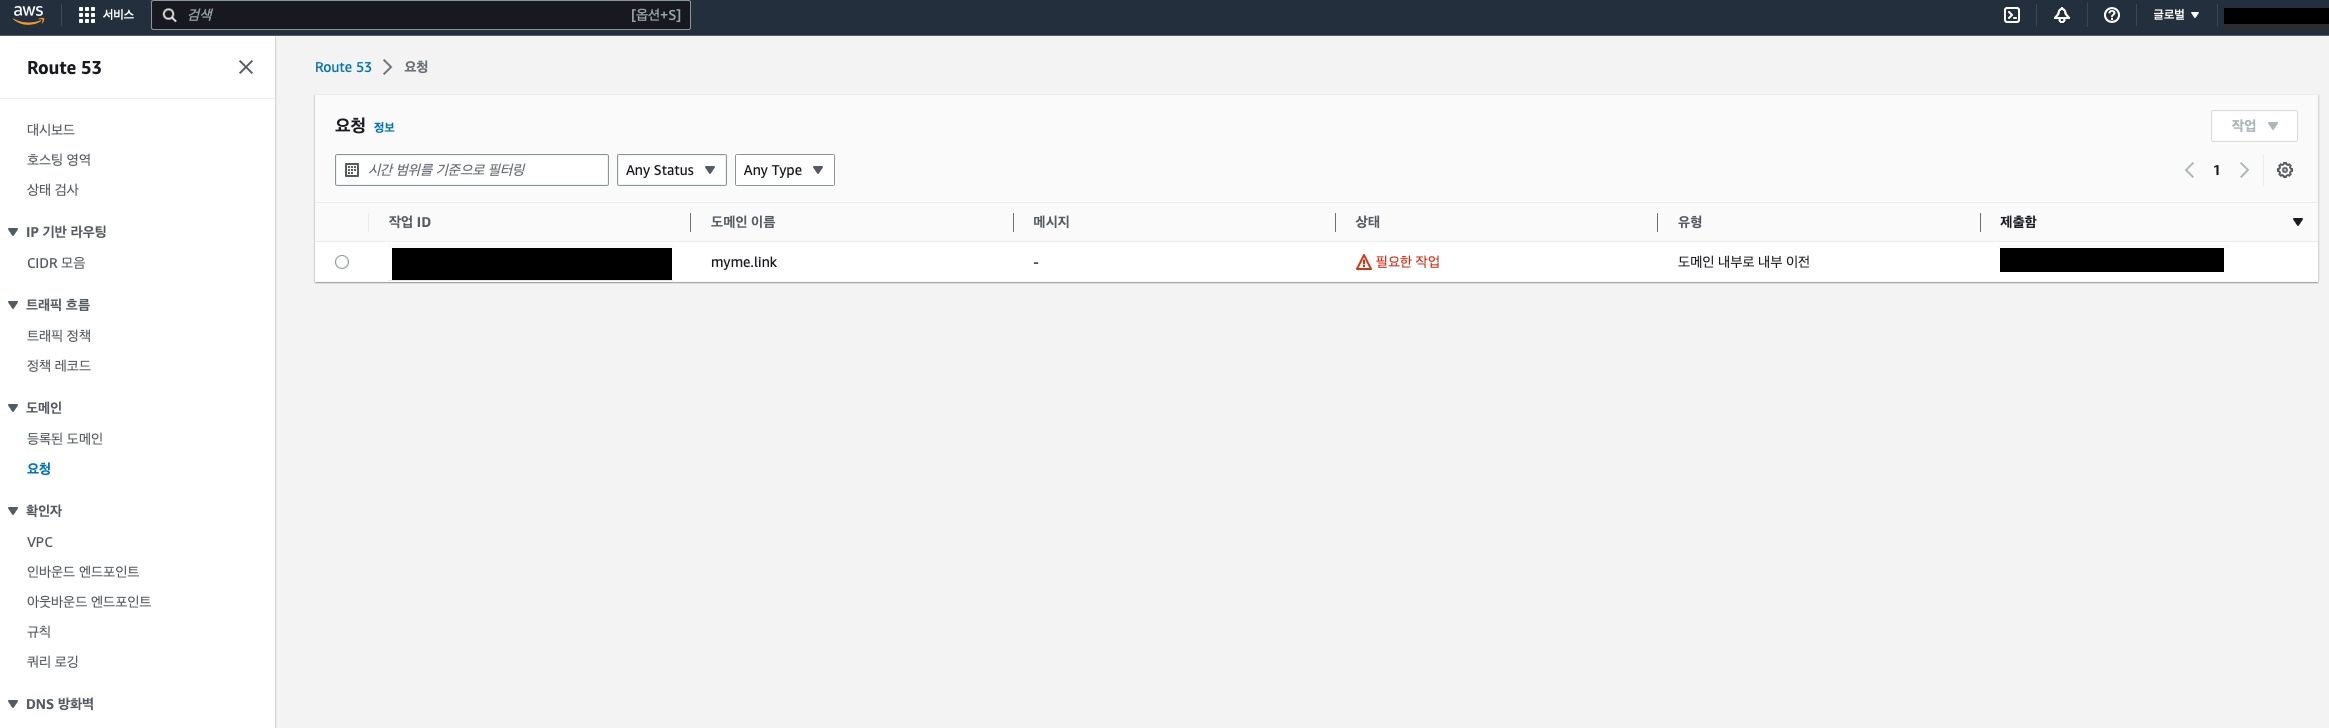 aws
서비스
검색
[옵션+S]
글로벌
Route 53
대시보드
호스팅 영역
상태 검사
IP 기반 라우팅
CIDR 모음
트래픽 흐름
트래픽 정책
정책 레코드
도메인
등록된 도메인
요청
확인자
VPC
인바운드 엔드포인트
아웃바운드 엔드포인트
규칙
쿼리 로깅
DNS 방화벽
Route 53 요청
요청 정보
작업
시간 범위를 기준으로 필터링
Any Status
Any Type
1
작업 ID 도메인 이름 메시지 상태 유형 제출함
myme.link - 필요한 작업 도메인 내부로 내부 이전